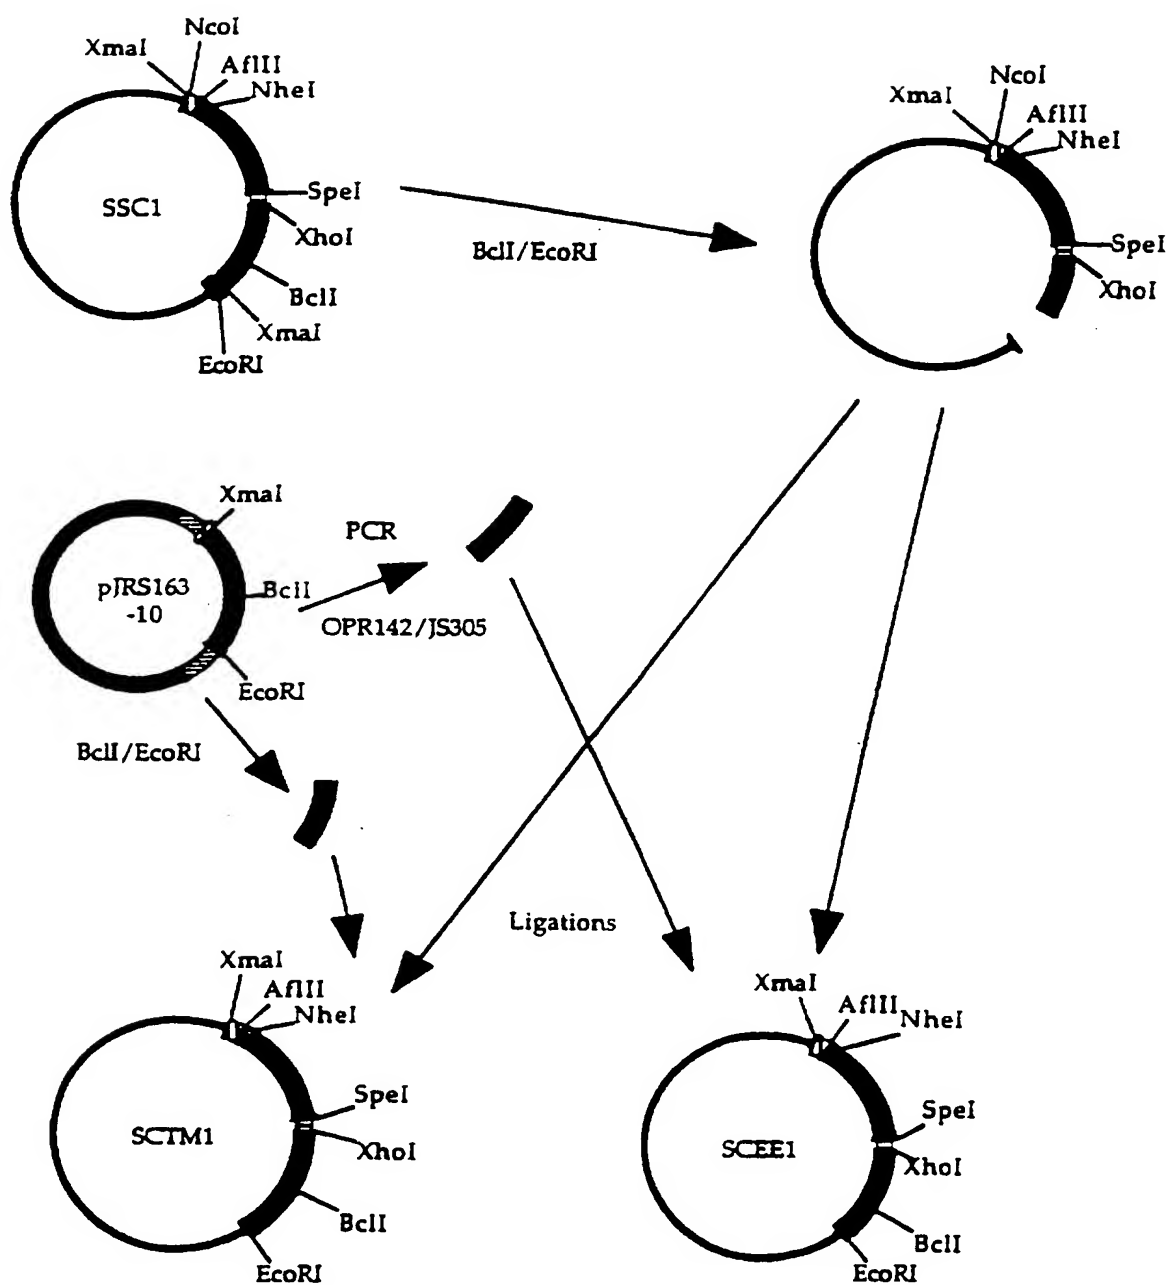 NcoI
XmaI
AflII
NheI
SSC1
SpeI
XhoI
BclI
XmaI
EcoRI
BclI/EcoRI
NcoI
XmaI
AflII
NheI
SpeI
XhoI
XmaI
pJRS163
-10
BclI
EcoRI
PCR
OPR142/JS305
BclI/EcoRI
Ligations
XmaI
AflII
NheI
SpeI
SCTM1
XhoI
BclI
EcoRI
XmaI
AflII
NheI
SpeI
SCEE1
XhoI
BclI
EcoRI